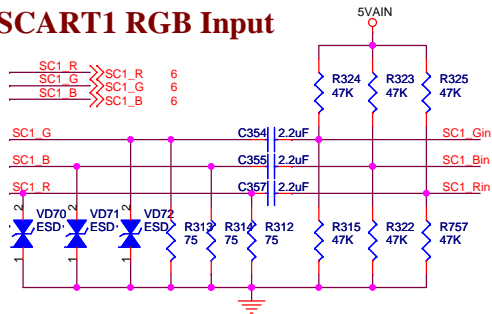 SCART1 RGB Input
5VAIN
SC1_R SC1_R 6
SC1_G SC1_G 6
SC1_B SC1_B 6
R324 R323 R325
47K 47K 47K
SC1_G C354 2.2uF SC1_Gin
SC1_B C355 2.2uF SC1_Bin
SC1_R C357 2.2uF SC1_Rin
2 2 2
VD70 VD71 VD72 R313 R314 R312 R315 R322 R757
ESD ESD ESD 75 75 75 47K 47K 47K
1 1 1